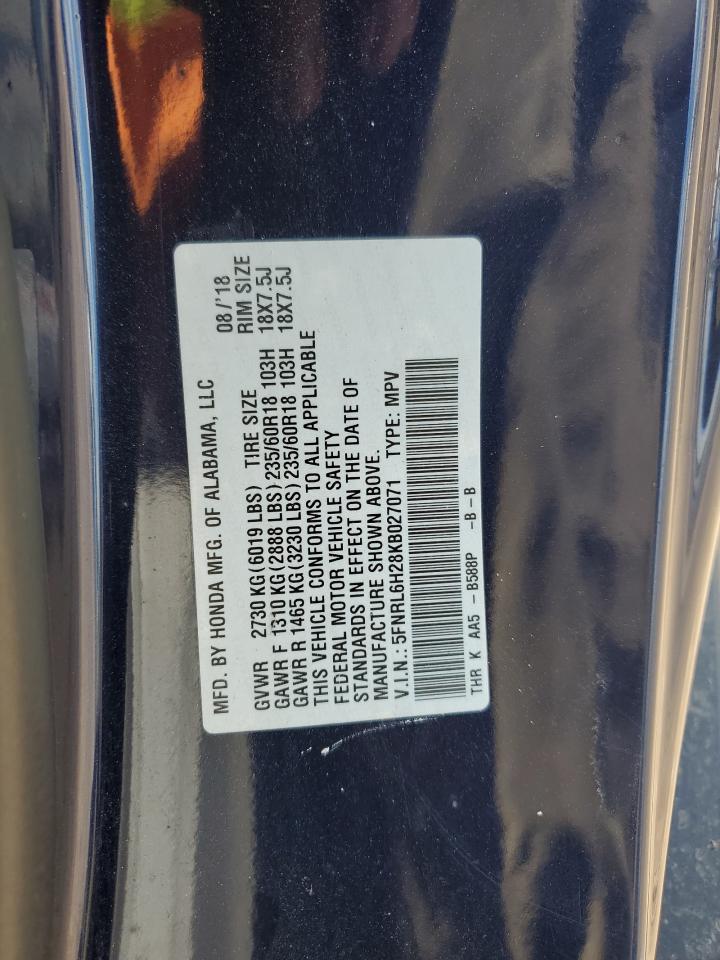 MFD. BY HONDA MFG. OF ALABAMA, LLC 08/'18
GVWR 2730 KG (6019 LBS) TIRE SIZE RIM SIZE
GAWR F 1310 KG (2888 LBS) 235/60R18 103H 18X7.5J
GAWR R 1465 KG (3230 LBS) 235/60R18 103H 18X7.5J
THIS VEHICLE CONFORMS TO ALL APPLICABLE
FEDERAL MOTOR VEHICLE SAFETY
STANDARDS IN EFFECT ON THE DATE OF
MANUFACTURE SHOWN ABOVE.
V.I.N.: 5FNRL6H28KB027071 TYPE: MPV
THR K AA5 - B588P -B-B